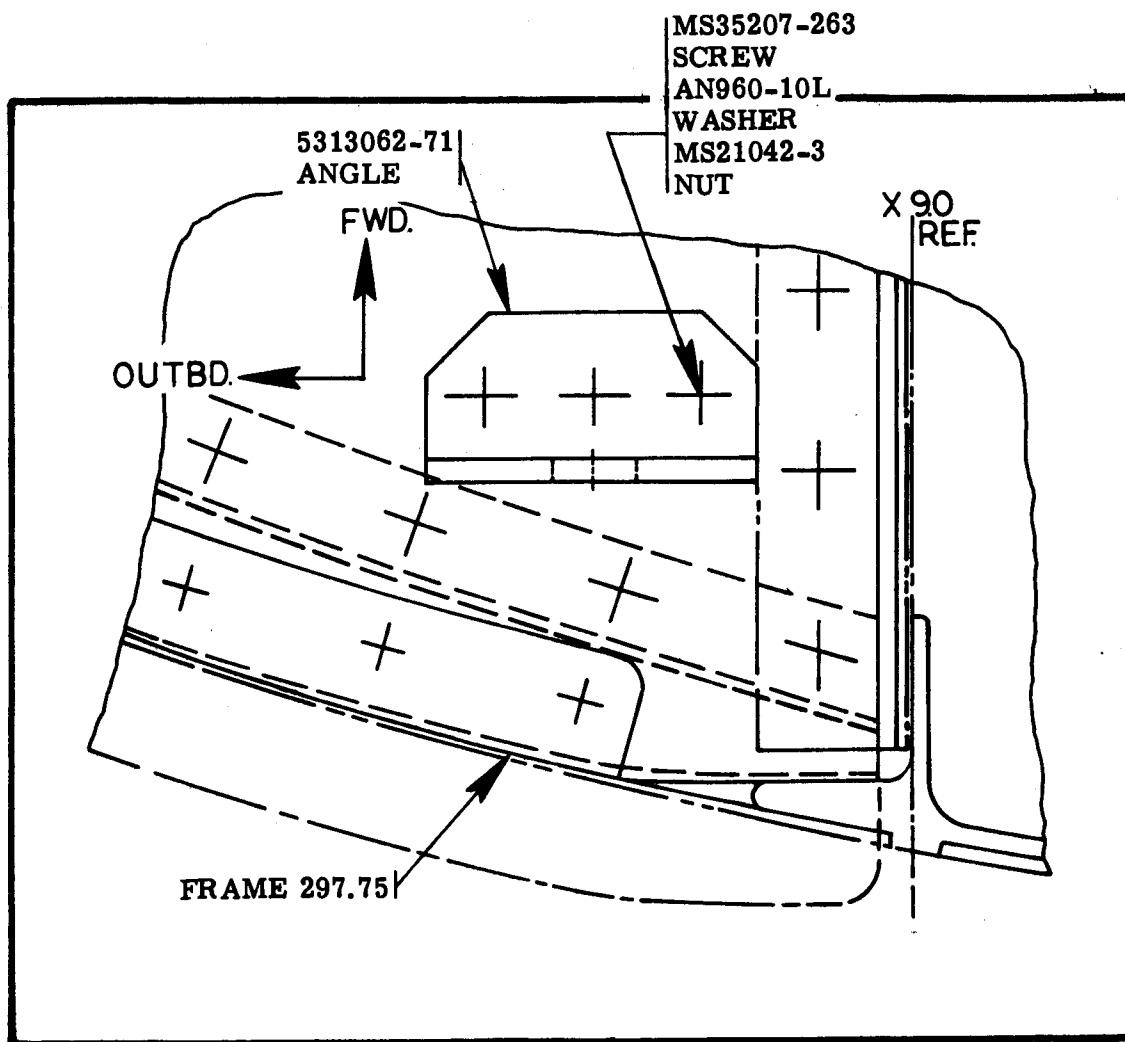 MS35207-263
SCREW
AN960-10L
WASHER
MS21042-3
NUT
5313062-71
ANGLE
FWD.
X 9.0
REF.
OUTBD.
FRAME 297.75